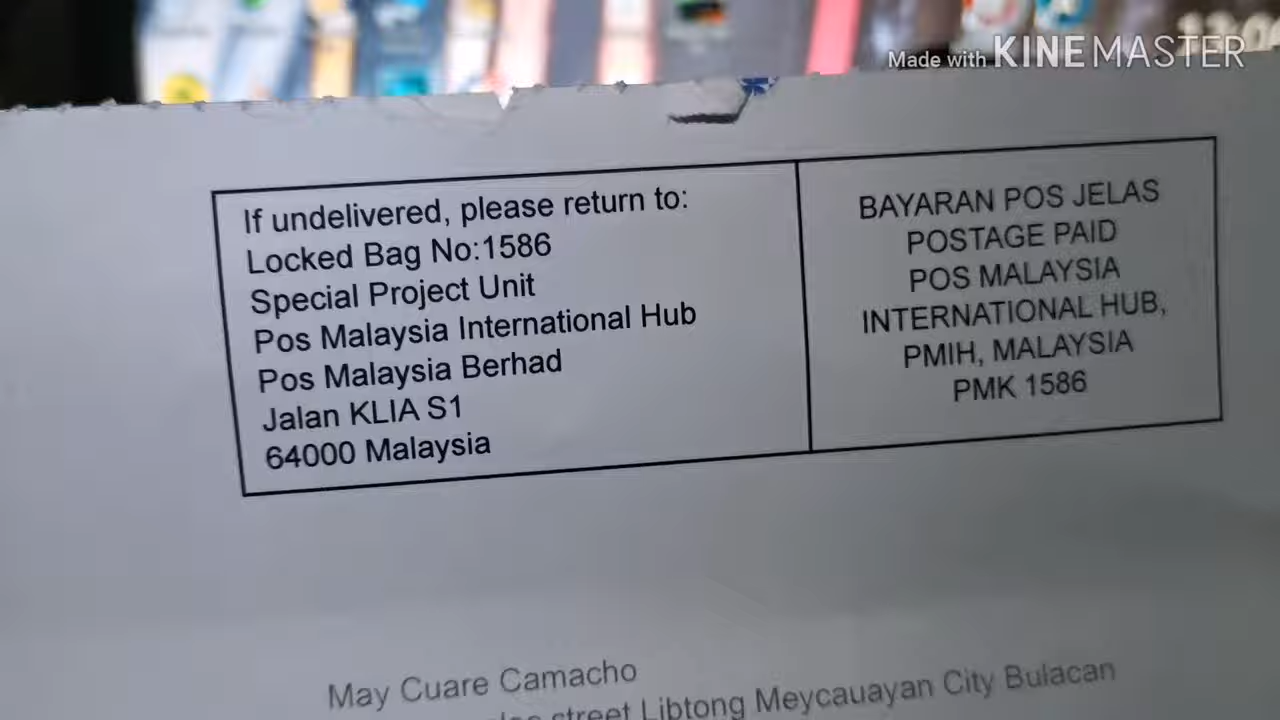 Made with KINEMASTER
If undelivered, please return to:
Locked Bag No:1586
Special Project Unit
Pos Malaysia International Hub
Pos Malaysia Berhad
Jalan KLIA S1
64000 Malaysia
BAYARAN POS JELAS
POSTAGE PAID
POS MALAYSIA
INTERNATIONAL HUB,
PMIH, MALAYSIA
PMK 1586
May Cuare Camacho
street Libtong Meycauayan City Bulacan